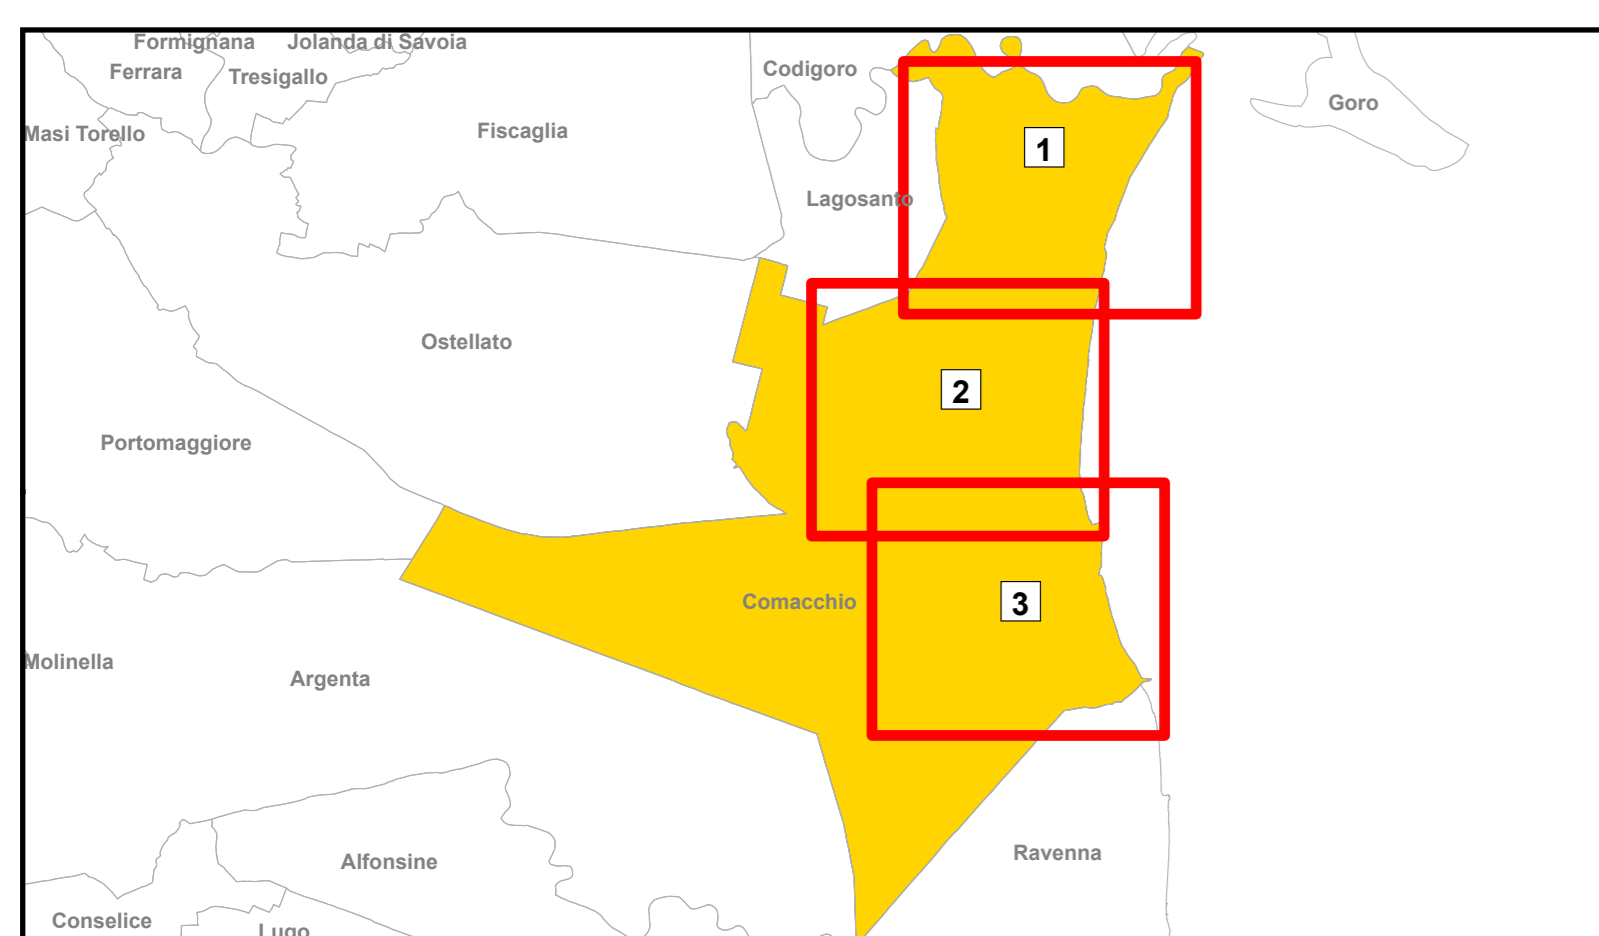 Formignana
Jolanda di Savoia
Ferrara
Tresigallo
Codigoro
Goro
Masi Torello
Fiscaglia
1
Lagosanto
Ostellato
2
Portomaggiore
Comacchio
3
Molinella
Argenta
Ravenna
Alfonsine
Conselice
Lugo